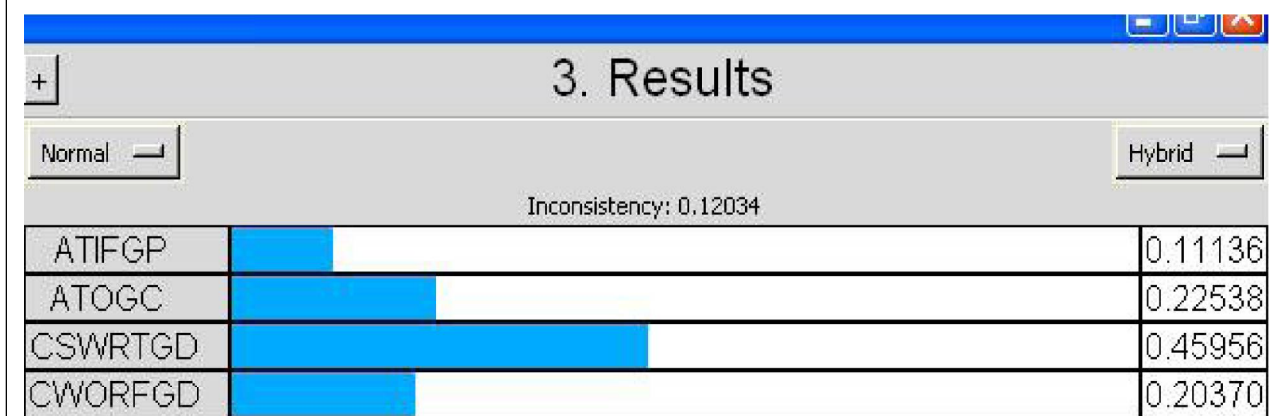 + 3. Results
Normal Hybrid
Inconsistency: 0.12034
ATIFGP 0.11136
ATOGC 0.22538
CSWRTGD 0.45956
CWORFGD 0.20370